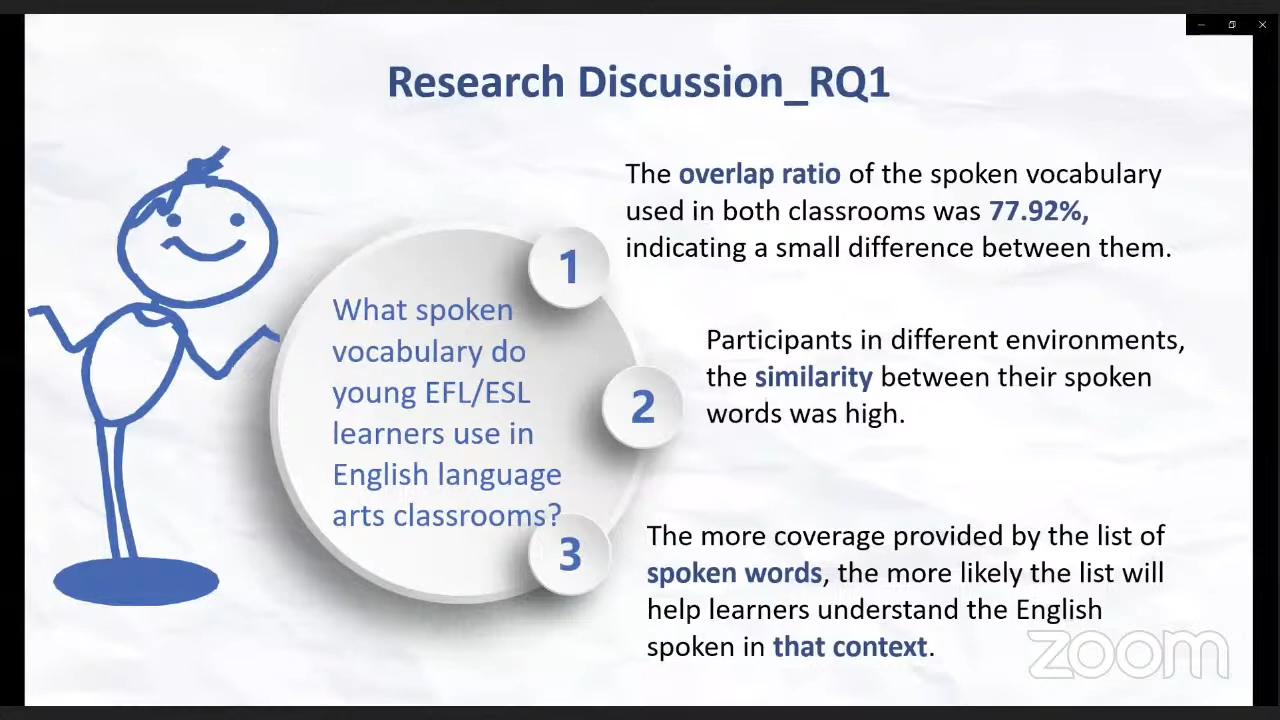 Research Discussion_RQ1
The overlap ratio of the spoken vocabulary
used in both classrooms was 77.92%,
indicating a small difference between them.
1
What spoken
vocabulary do
young EFL/ESL
learners use in
English language
arts classrooms?
2
Participants in different environments,
the similarity between their spoken
words was high.
3
The more coverage provided by the list of
spoken words, the more likely the list will
help learners understand the English
spoken in that context.
zoom